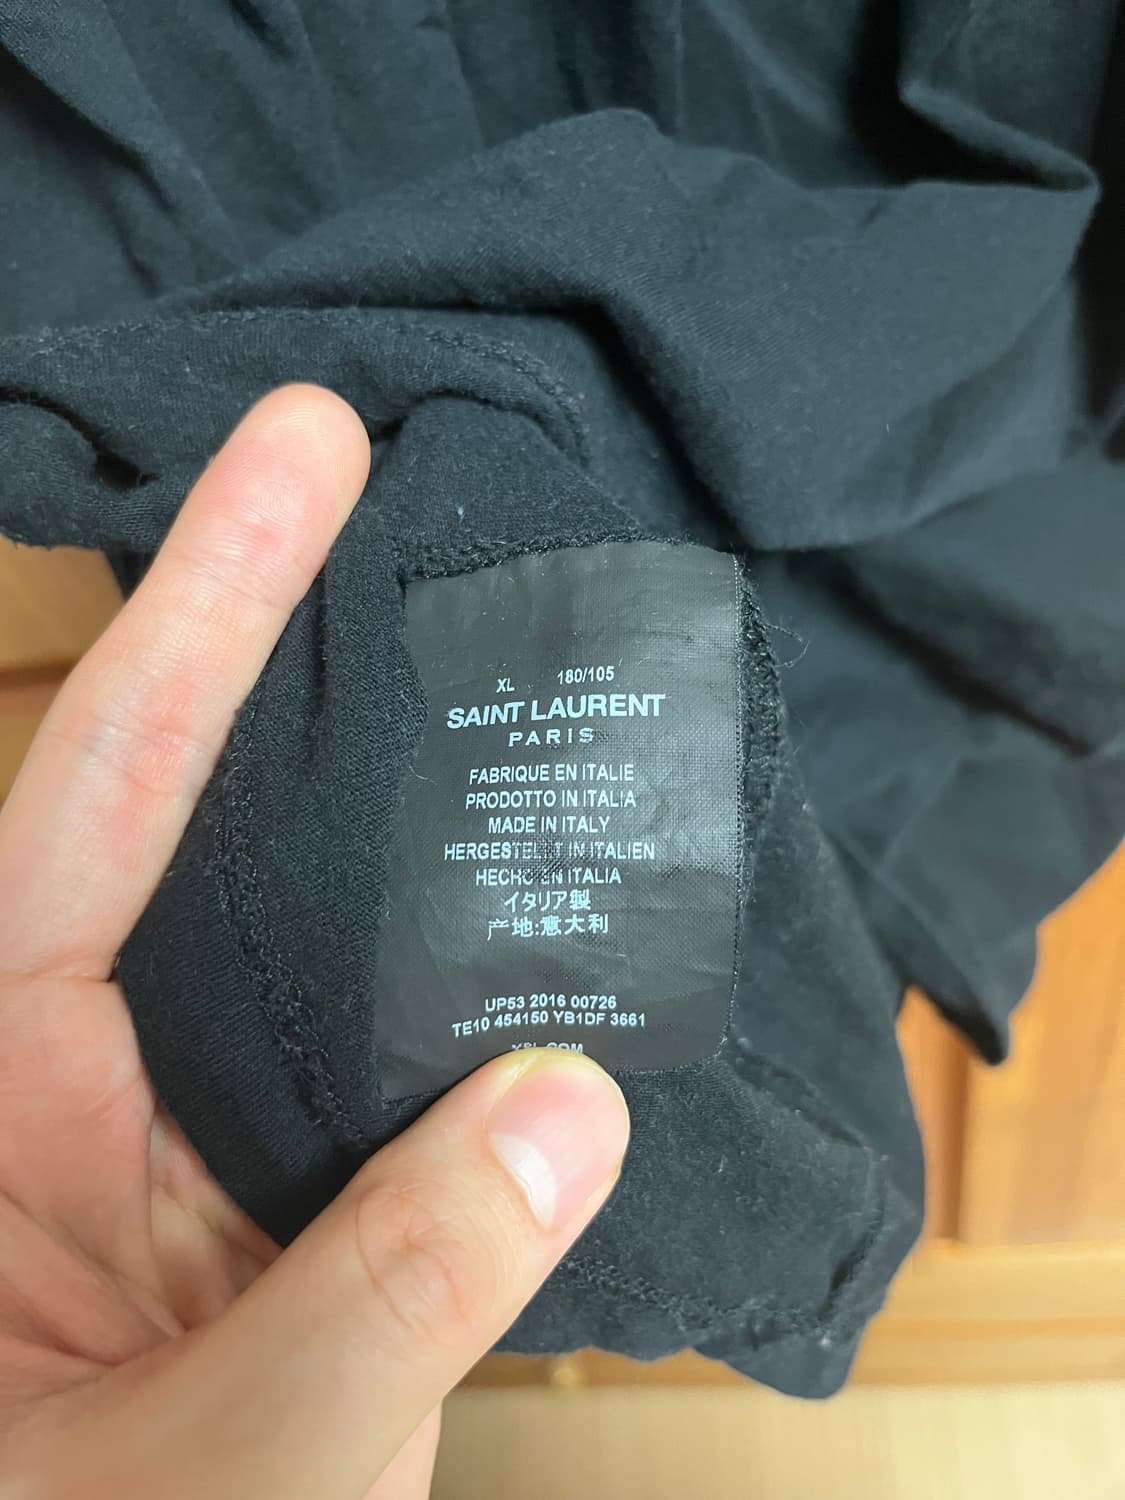 XL 180/105
SAINT LAURENT
PARIS
FABRIQUE EN ITALIE
PRODOTTO IN ITALIA
MADE IN ITALY
HERGESTELLT IN ITALIEN
HECHO EN ITALIA
イタリア製
产地:意大利
UP53 2016 00726
TE10 454150 YB1DF 3661
YSL.COM